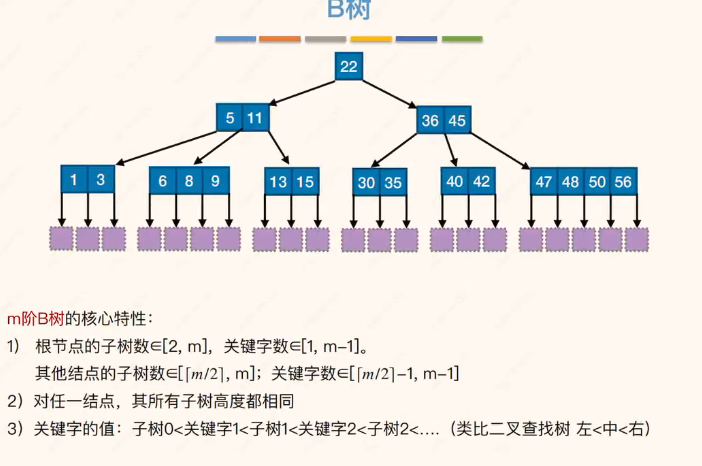 B树
22
5 11
36 45
1 3
6 8 9
13 15
30 35
40 42
47 48 50 56
m阶B树的核心特性：
1） 根节点的子树数∈[2, m]，关键字数∈[1, m−1]。
其他结点的子树数∈[⌈m/2⌉, m]；关键字数∈[⌈m/2⌉−1, m−1]
2）对任一结点，其所有子树高度都相同
3）关键字的值：子树0<关键字1<子树1<关键字2<子树2<…. （类比二叉查找树 左<中<右）